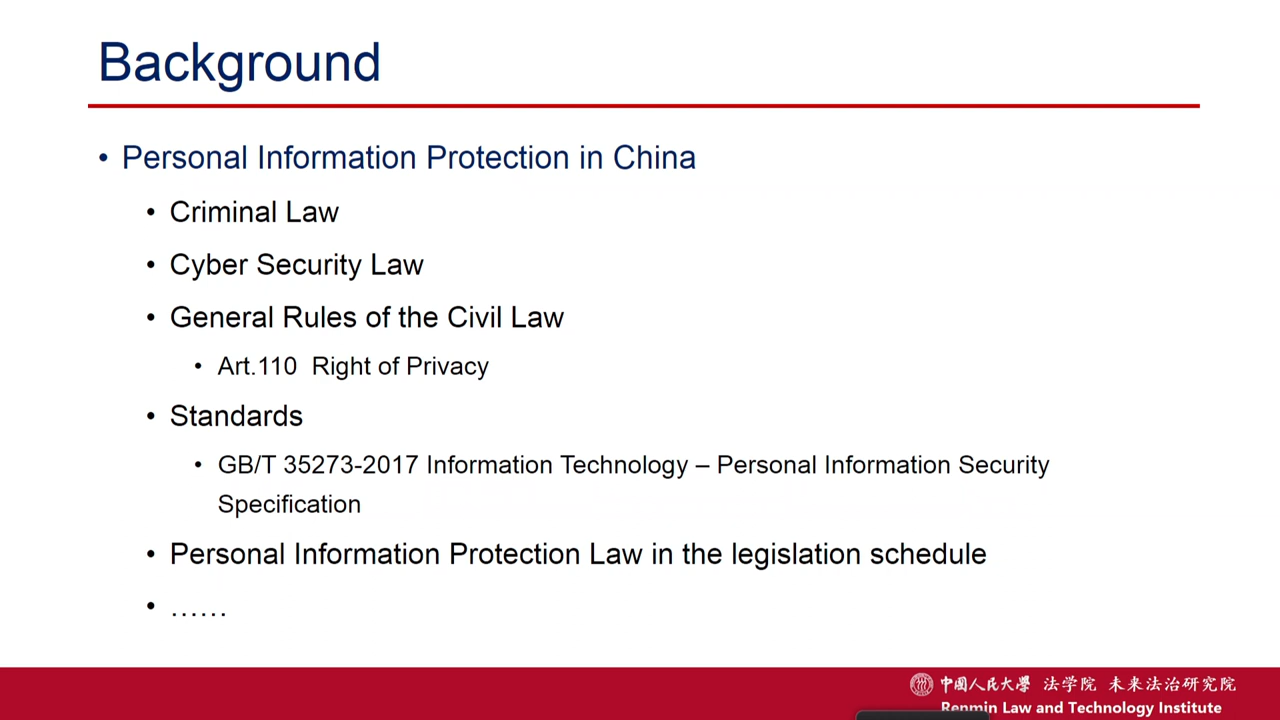 Background
• Personal Information Protection in China
• Criminal Law
• Cyber Security Law
• General Rules of the Civil Law
• Art.110 Right of Privacy
• Standards
• GB/T 35273-2017 Information Technology – Personal Information Security
Specification
• Personal Information Protection Law in the legislation schedule
• ……
中國人民大學 法学院 未来法治研究院
Renmin Law and Technology Institute